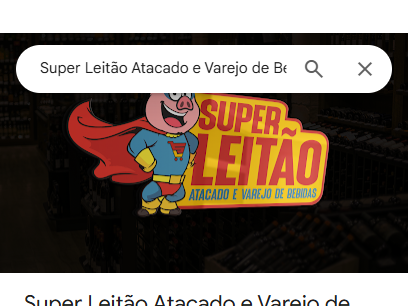 Super Leitão Atacado e Varejo de Be
SUPER
LEITÃO
ATACADO E VAREJO DE BEBIDAS
Super Leitão Atacado e Varejo de